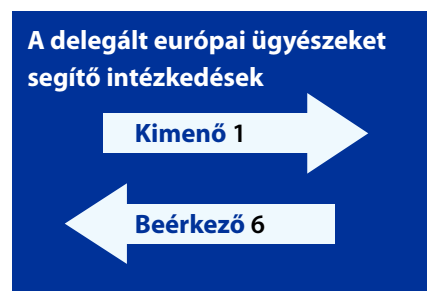 A delegált európai ügyészeket
segítő intézkedések
Kimenő 1
Beérkező 6